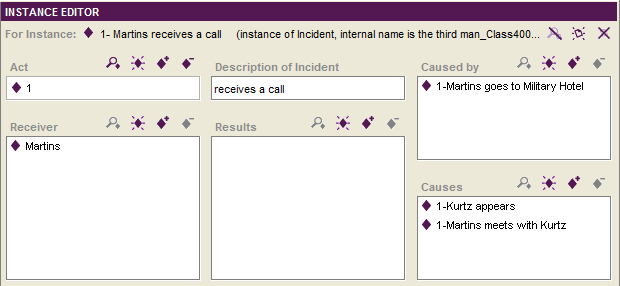 INSTANCE EDITOR
For Instance: 1- Martins receives a call (instance of Incident, internal name is the third man_Class400...
Act
1
Description of Incident
receives a call
Caused by
1-Martins goes to Military Hotel
Receiver
Martins
Results
Causes
1-Kurtz appears
1-Martins meets with Kurtz